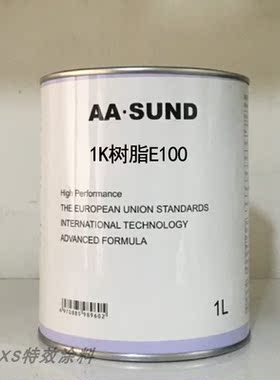 AA·SUND
1K树脂E100
High Performance
THE EUROPEAN UNION STANDARDS
INTERNATIONAL TECHNOLOGY
ADVANCED FORMULA
1L
XS特效涂料